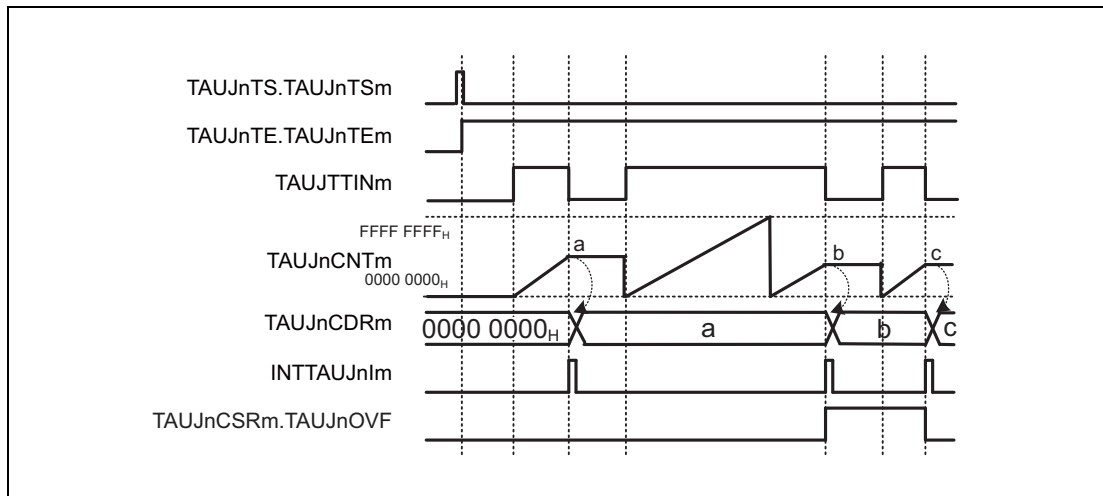 TAUJnTS.TAUJnTSm
TAUJnTE.TAUJnTEm
TAUJTTINm
FFFF FFFFH
TAUJnCNTm
0000 0000H
a
b
c
TAUJnCDRm
0000 0000H
a
b
c
INTTAUJnIm
TAUJnCSRm.TAUJnOVF